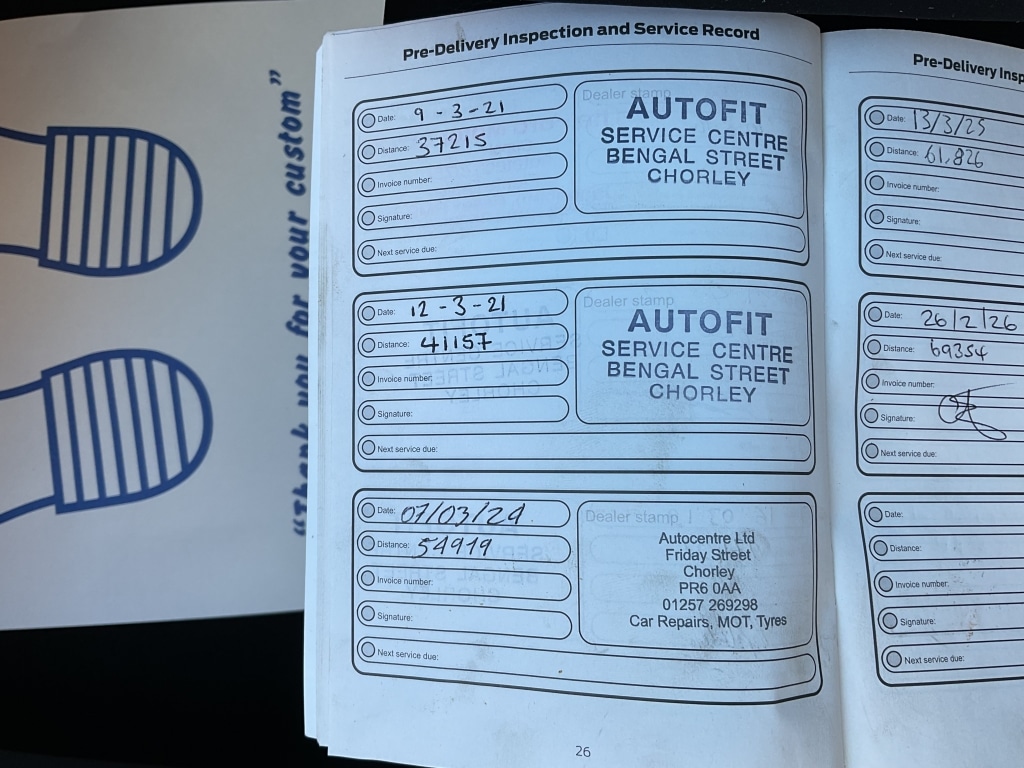 "Thank you for your custom"
Pre-Delivery Inspection and Service Record
Date: 9 - 3 - 21
Distance: 37215
Invoice number:
Signature:
Next service due:
Dealer stamp
AUTOFIT
SERVICE CENTRE
BENGAL STREET
CHORLEY
Date: 12 - 3 - 21
Distance: 41157
Invoice number:
Signature:
Next service due:
Dealer stamp
AUTOFIT
SERVICE CENTRE
BENGAL STREET
CHORLEY
Date: 07/03/24
Distance: 54919
Invoice number:
Signature:
Next service due:
Dealer stamp
Autocentre Ltd
Friday Street
Chorley
PR6 0AA
01257 269298
Car Repairs, MOT, Tyres
26
Pre-Delivery Insp
Date: 13/3/25
Distance: 61,826
Invoice number:
Signature:
Next service due:
Date: 26/2/26
Distance: 69354
Invoice number:
Signature:
Next service due:
Date:
Distance:
Invoice number:
Signature:
Next service due: